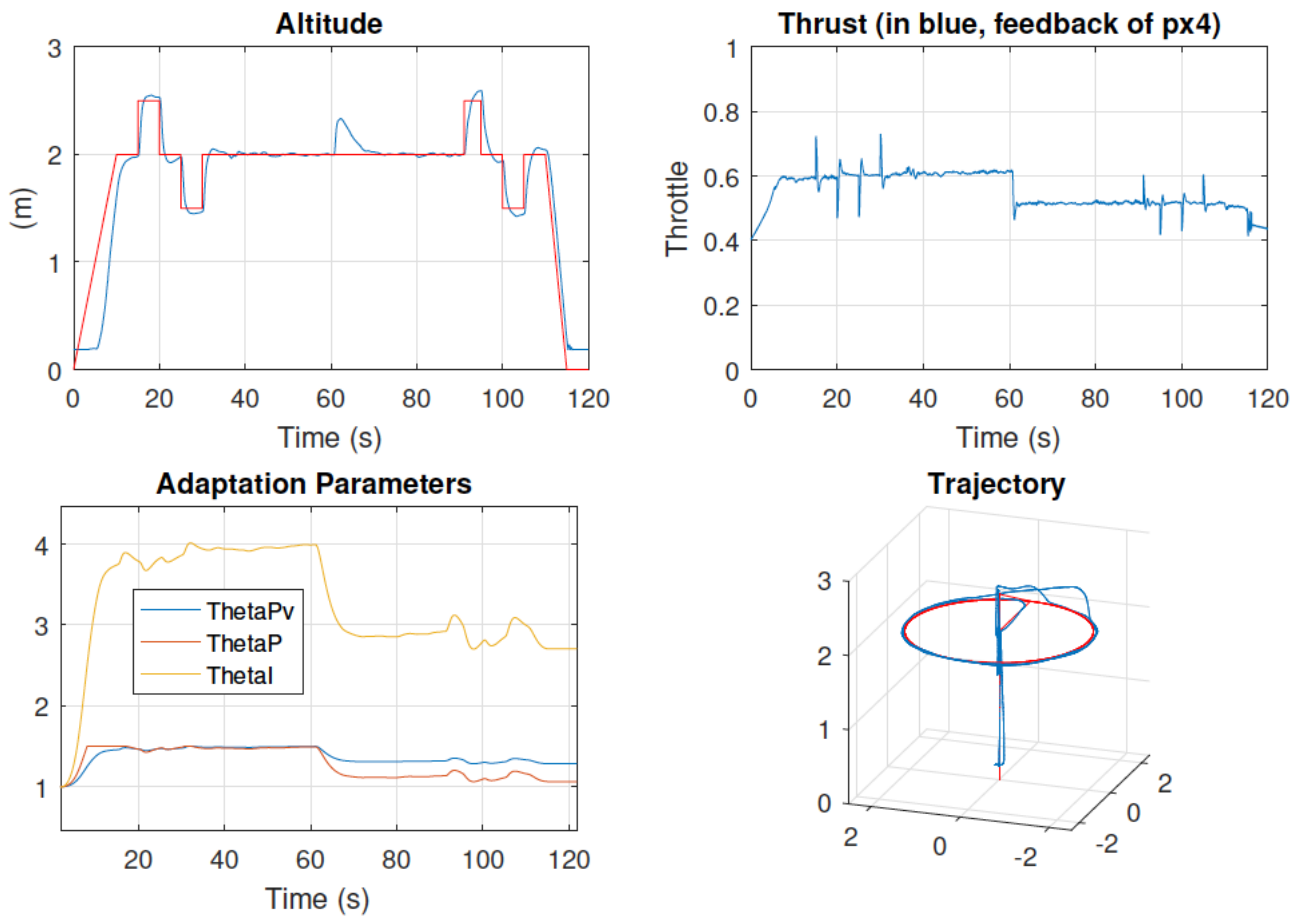 Altitude
3
2
1
0
(m)
0 20 40 60 80 100 120
Time (s)
Thrust (in blue, feedback of px4)
1
0.8
0.6
0.4
0.2
0
Throttle
0 20 40 60 80 100 120
Time (s)
Adaptation Parameters
4
3
2
1
ThetaPv
ThetaP
ThetaI
20 40 60 80 100 120
Time (s)
Trajectory
3
2
1
0
2 0 -2
2
0
-2